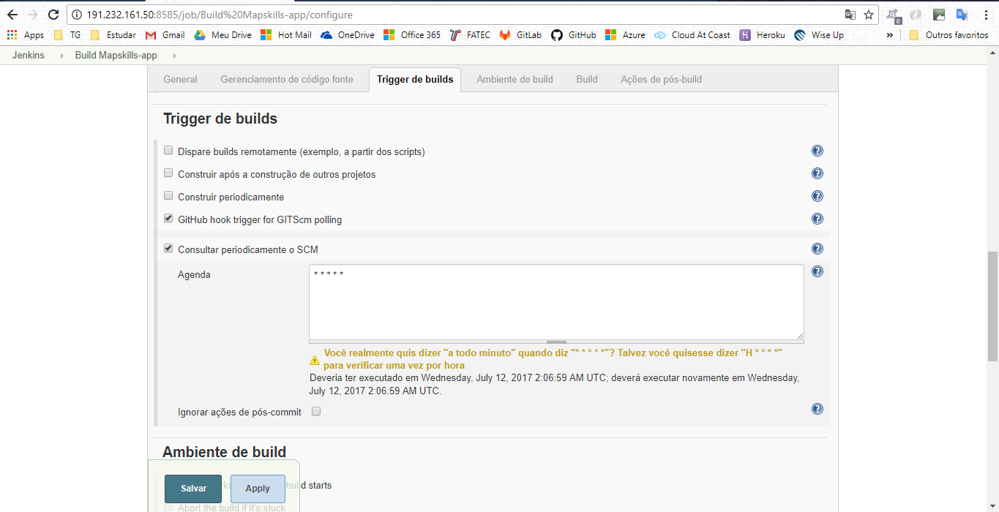 191.232.161.50:8585/job/Build%20Mapskills-app/configure
0
Apps TG Estudar Gmail Meu Drive Hot Mail OneDrive Office 365 FATEC GitLab GitHub Azure Cloud At Coast Heroku Wise Up » Outros favoritos
Jenkins Build Mapskills-app
General Gerenciamento de código fonte Trigger de builds Ambiente de build Build Ações de pós-build
Trigger de builds
Dispare builds remotamente (exemplo, a partir dos scripts)
Construir após a construção de outros projetos
Construir periodicamente
GitHub hook trigger for GITScm polling
Consultar periodicamente o SCM
Agenda
* * * * *
Você realmente quis dizer "a todo minuto" quando diz "* * * * *"? Talvez você quisesse dizer "H * * * *"
para verificar uma vez por hora
Deveria ter executado em Wednesday, July 12, 2017 2:06:59 AM UTC; deverá executar novamente em Wednesday,
July 12, 2017 2:06:59 AM UTC.
Ignorar ações de pós-commit
Ambiente de build
build starts
Salvar Apply
Abort the build if it's stuck